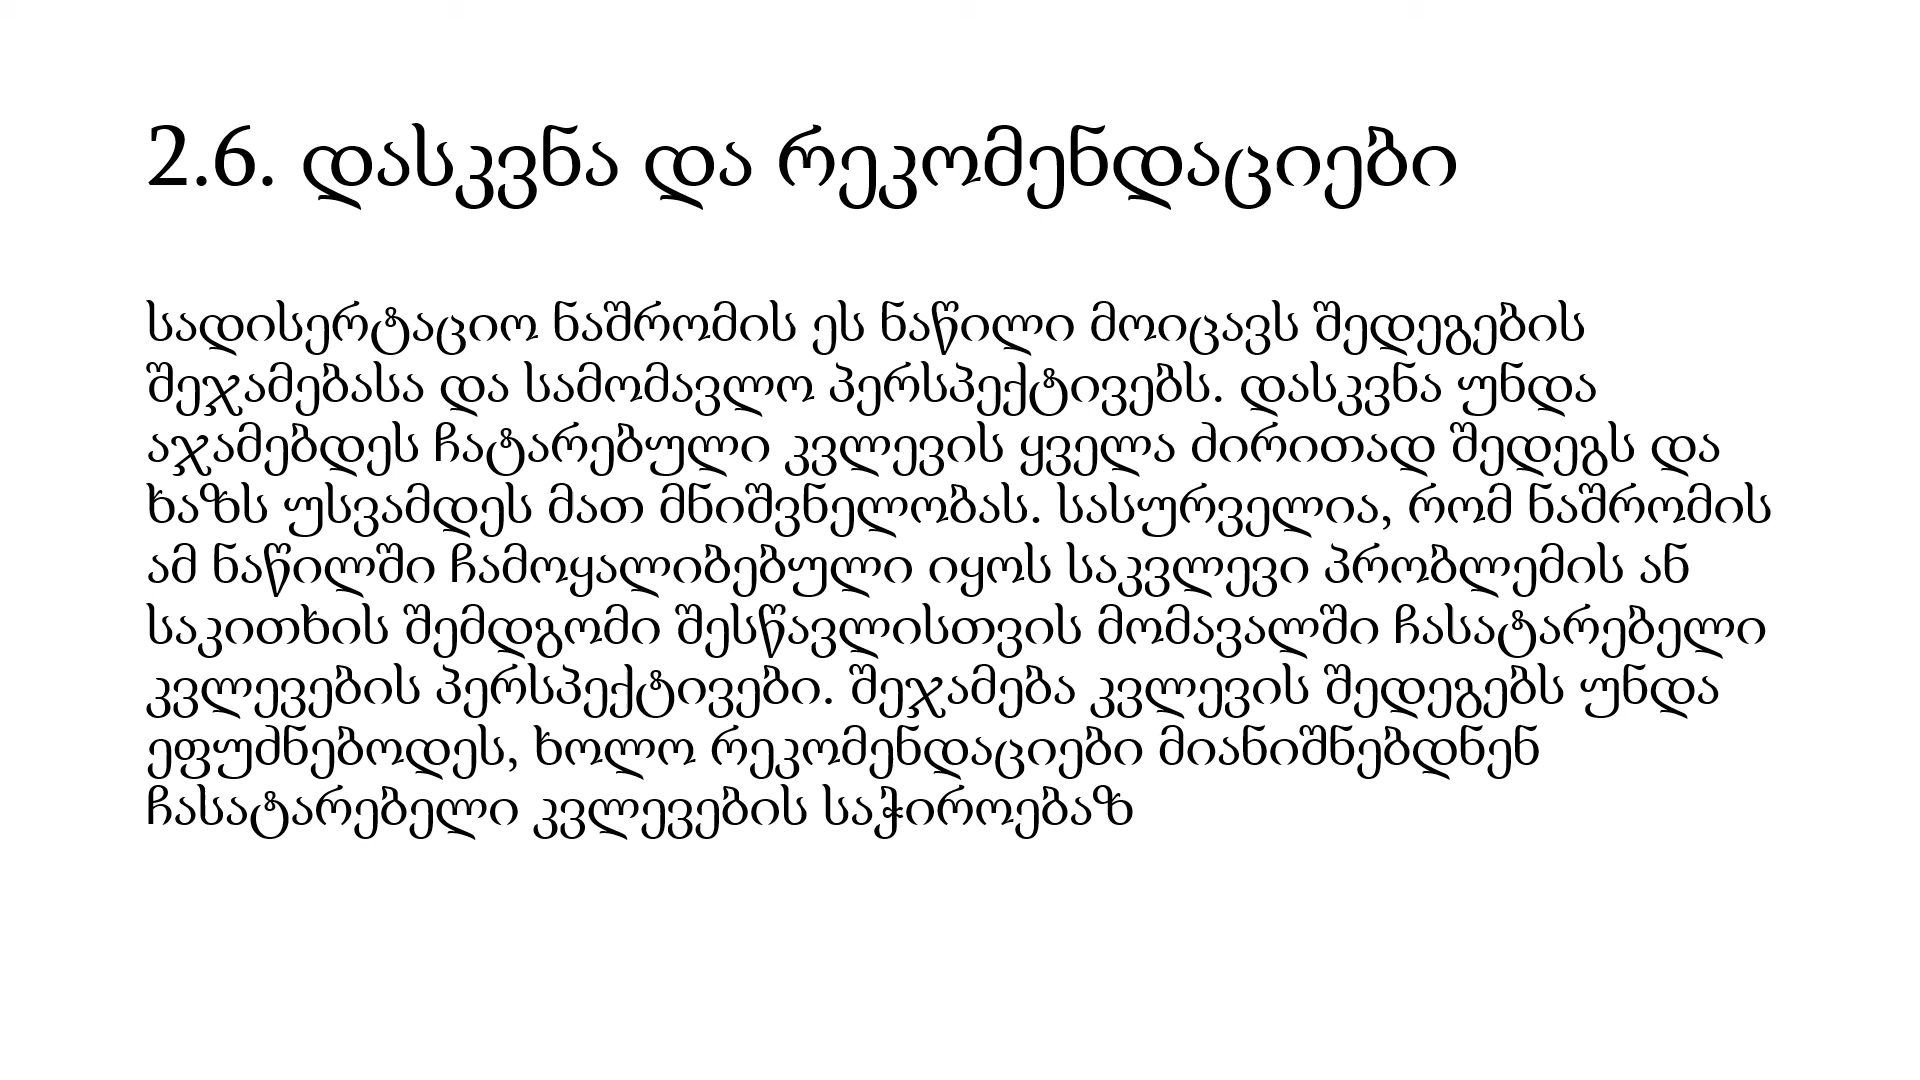 2.6. დასკვნა და რეკომენდაციები
სადისერტაციო ნაშრომის ეს ნაწილი მოიცავს შედეგების
შეჯამებასა და სამომავლო პერსპექტივებს. დასკვნა უნდა
აჯამებდეს ჩატარებული კვლევის ყველა ძირითად შედეგს და
ხაზს უსვამდეს მათ მნიშვნელობას. სასურველია, რომ ნაშრომის
ამ ნაწილში ჩამოყალიბებული იყოს საკვლევი პრობლემის ან
საკითხის შემდგომი შესწავლისთვის მომავალში ჩასატარებელი
კვლევების პერსპექტივები. შეჯამება კვლევის შედეგებს უნდა
ეფუძნებოდეს, ხოლო რეკომენდაციები მიანიშნებდნენ
ჩასატარებელი კვლევების საჭიროებაზ